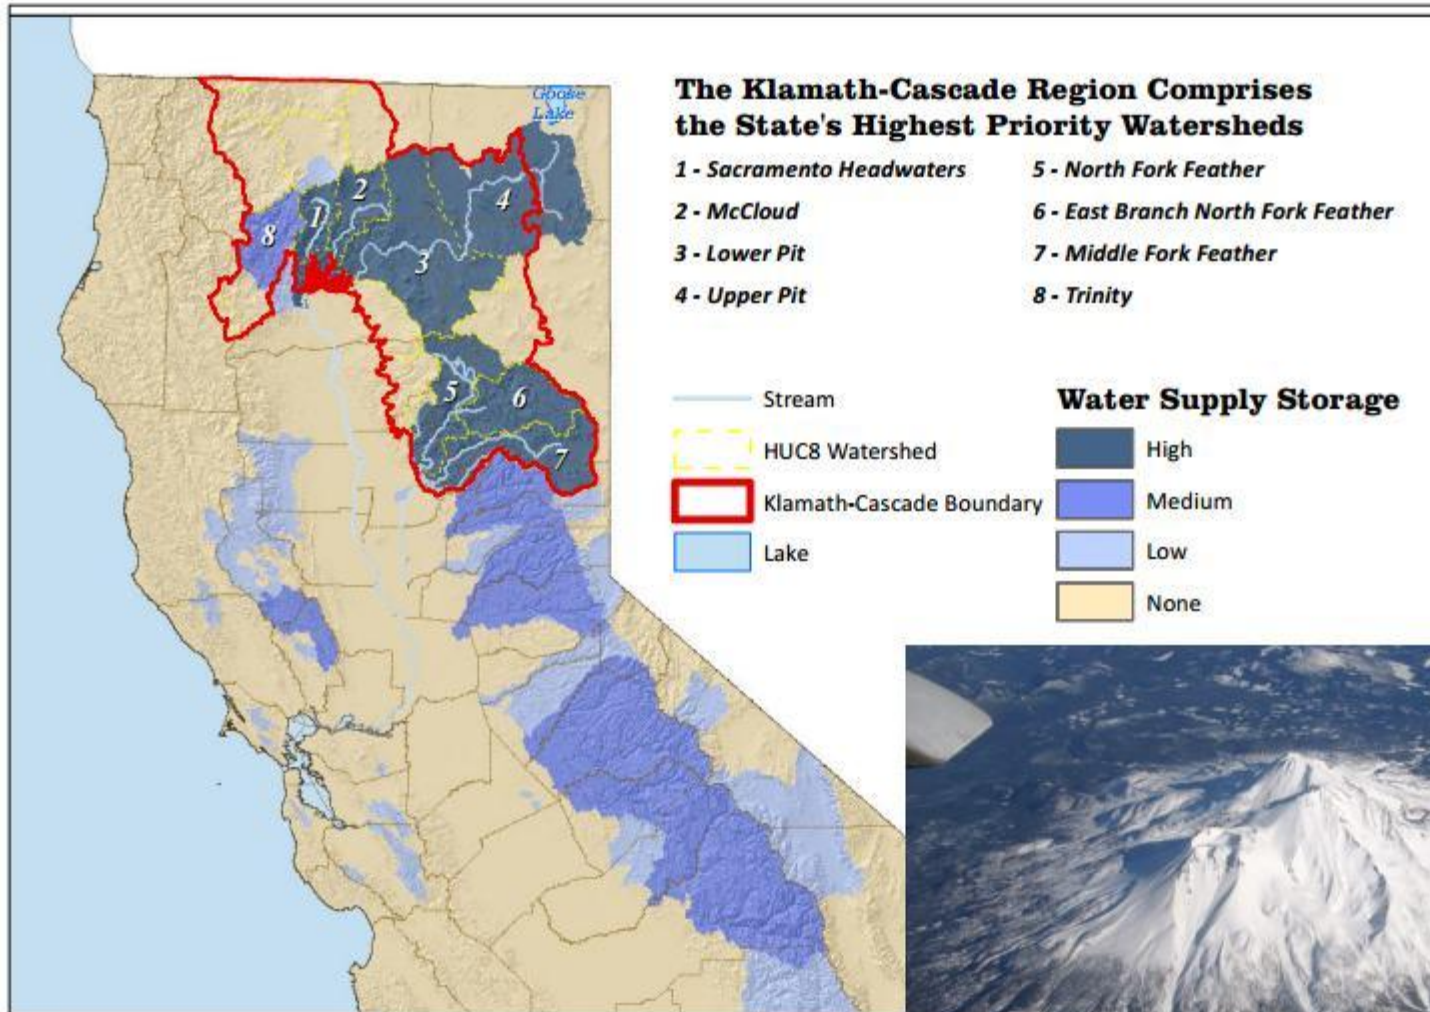 Goose
Lake
The Klamath-Cascade Region Comprises
the State's Highest Priority Watersheds
1 - Sacramento Headwaters
2 - McCloud
3 - Lower Pit
4 - Upper Pit
5 - North Fork Feather
6 - East Branch North Fork Feather
7 - Middle Fork Feather
8 - Trinity
1
2
3
4
5
6
7
8
Stream
HUC8 Watershed
Klamath-Cascade Boundary
Lake
Water Supply Storage
High
Medium
Low
None